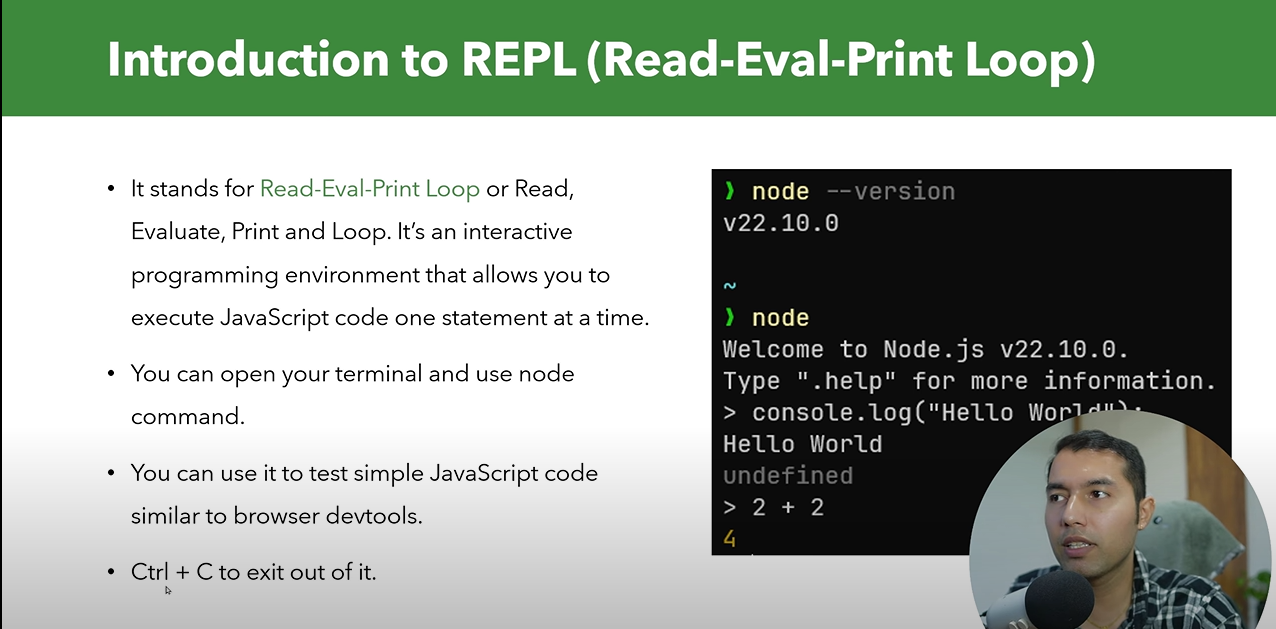 Introduction to REPL (Read-Eval-Print Loop)
• It stands for Read-Eval-Print Loop or Read,
Evaluate, Print and Loop. It’s an interactive
programming environment that allows you to
execute JavaScript code one statement at a time.
• You can open your terminal and use node
command.
• You can use it to test simple JavaScript code
similar to browser devtools.
• Ctrl + C to exit out of it.
❯ node --version
v22.10.0
~
❯ node
Welcome to Node.js v22.10.0.
Type ".help" for more information.
> console.log("Hello World");
Hello World
undefined
> 2 + 2
4